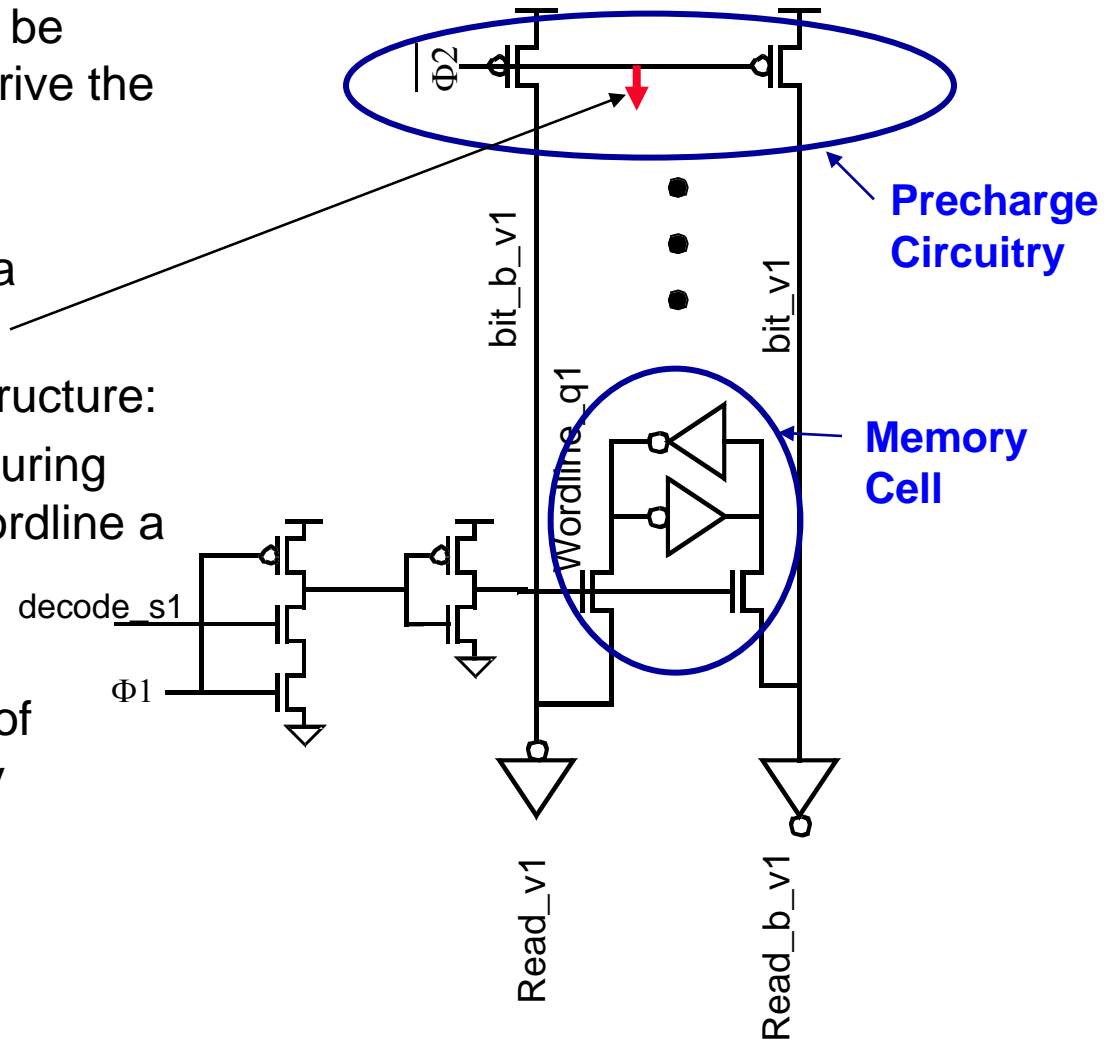 be
rive the
a
ructure:
uring
ordline a
of
y
Φ2
bit_b_v1
bit_v1
Precharge
Circuitry
Wordline_q1
Memory
Cell
decode_s1
Φ1
Read_v1
Read_b_v1